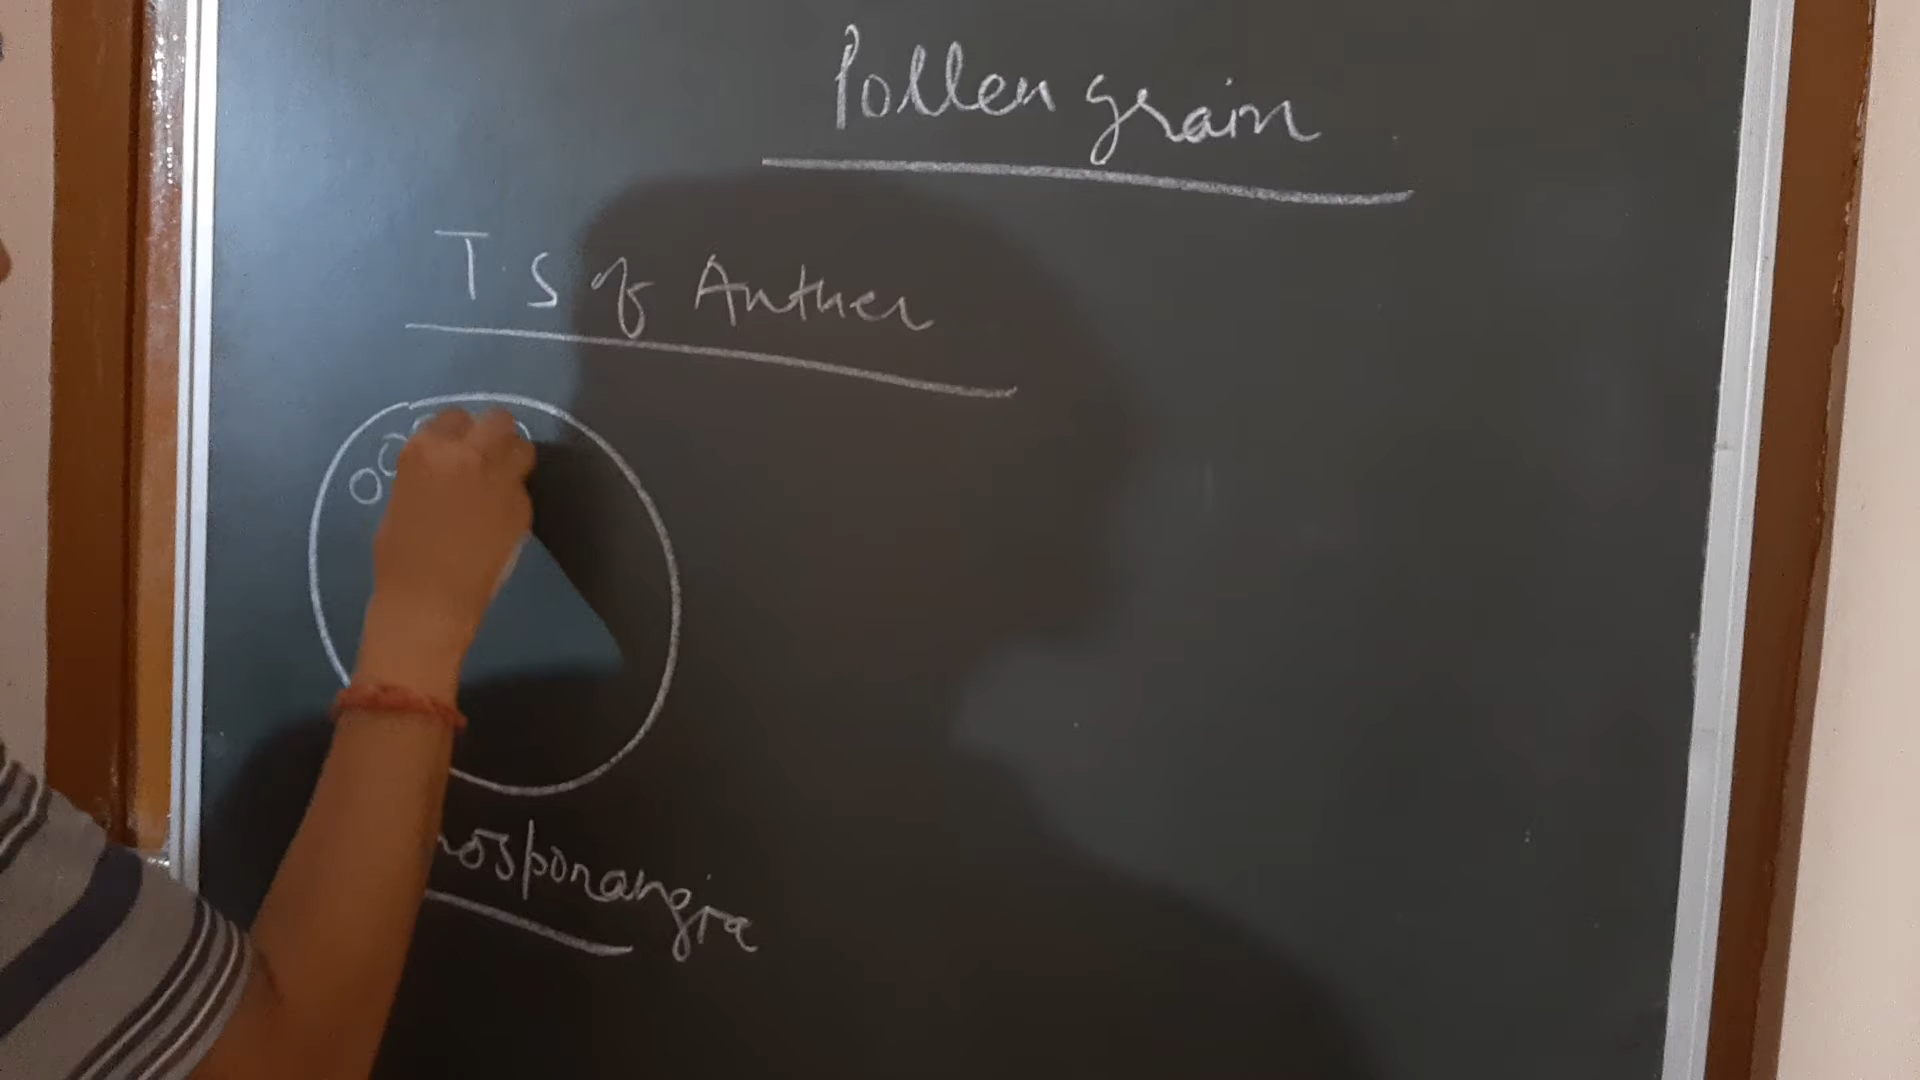 Pollen grain
T.S of Anther
rosporangia